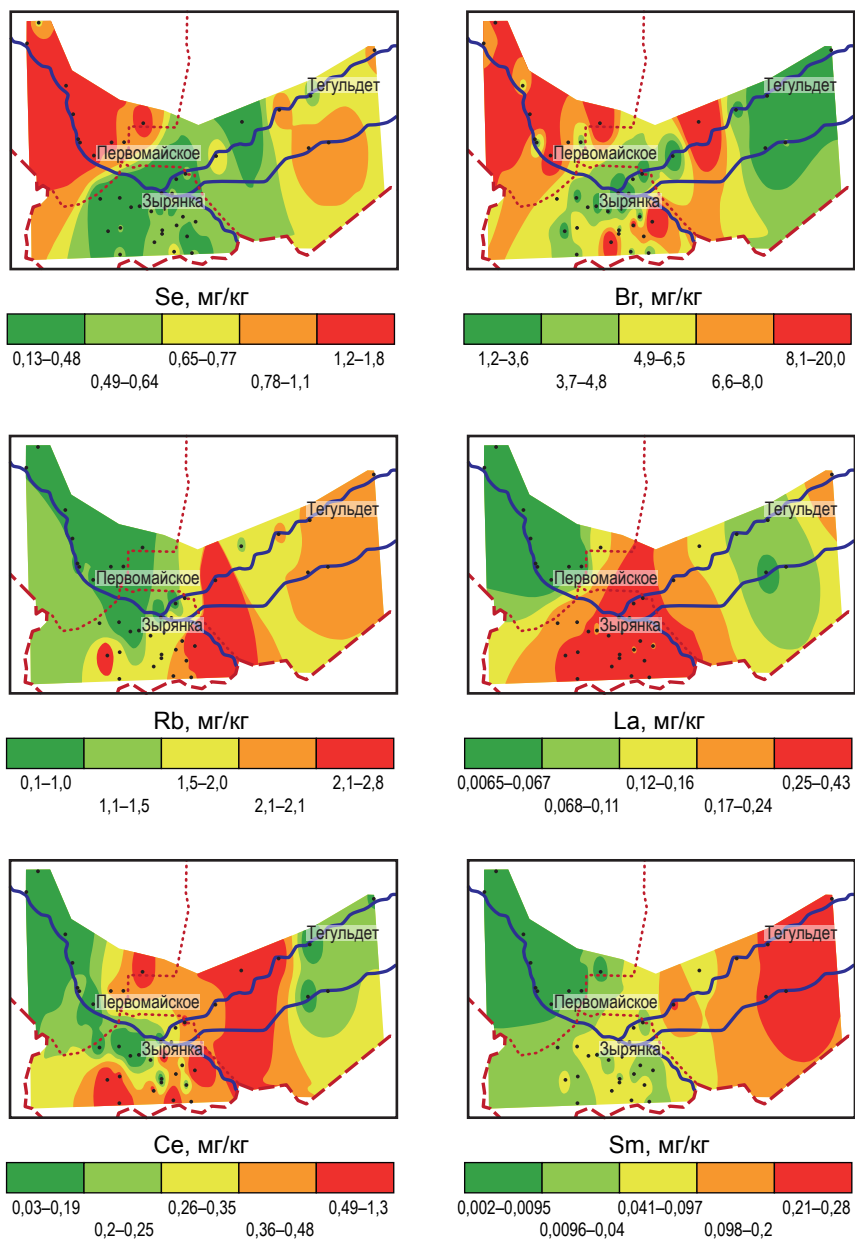 Тегульдет
Первомайское
Зырянка
Se, мг/кг
0,13–0,48
0,49–0,64
0,65–0,77
0,78–1,1
1,2–1,8
Тегульдет
Первомайское
Зырянка
Br, мг/кг
1,2–3,6
3,7–4,8
4,9–6,5
6,6–8,0
8,1–20,0
Тегульдет
Первомайское
Зырянка
Rb, мг/кг
0,1–1,0
1,1–1,5
1,5–2,0
2,1–2,1
2,1–2,8
Тегульдет
Первомайское
Зырянка
La, мг/кг
0,0065–0,067
0,068–0,11
0,12–0,16
0,17–0,24
0,25–0,43
Тегульдет
Первомайское
Зырянка
Ce, мг/кг
0,03–0,19
0,2–0,25
0,26–0,35
0,36–0,48
0,49–1,3
Тегульдет
Первомайское
Зырянка
Sm, мг/кг
0,002–0,0095
0,0096–0,04
0,041–0,097
0,098–0,2
0,21–0,28